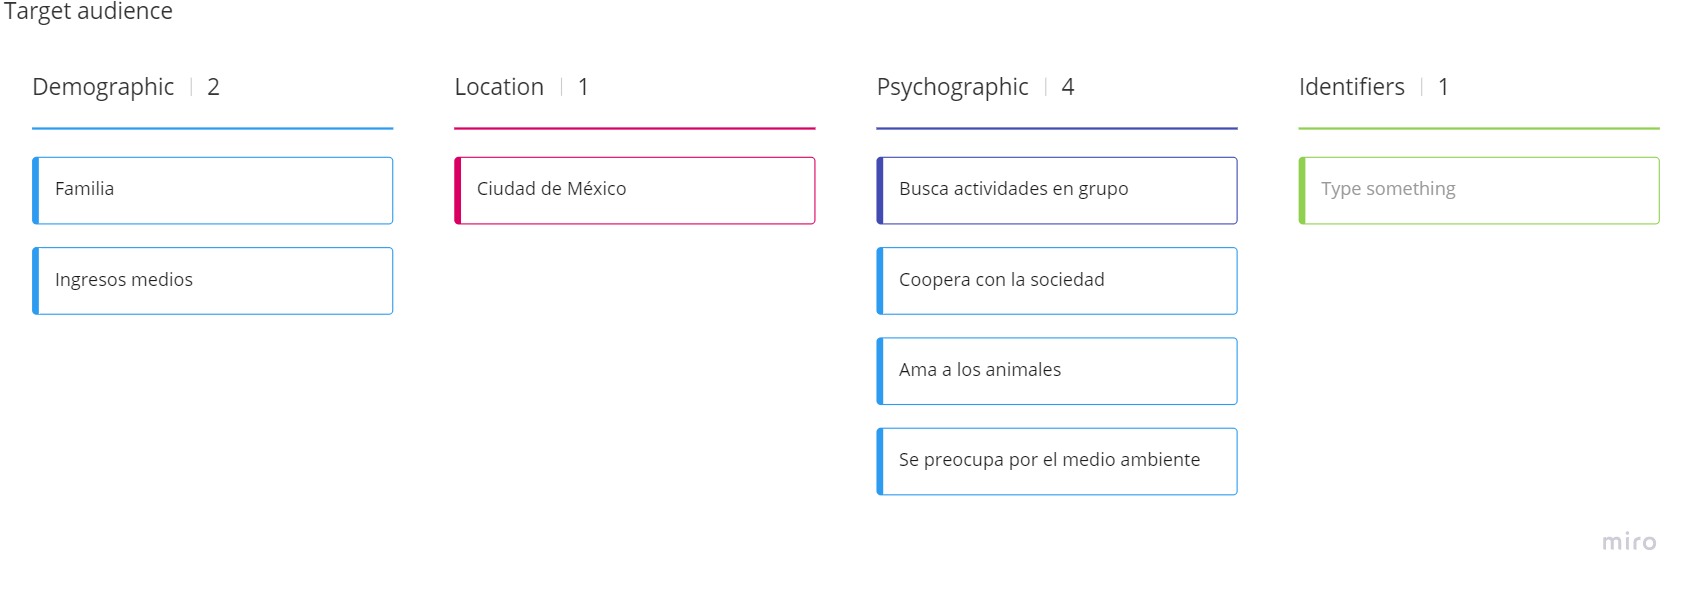 Target audience
Demographic | 2
Familia
Ingresos medios
Location | 1
Ciudad de México
Psychographic | 4
Busca actividades en grupo
Coopera con la sociedad
Ama a los animales
Se preocupa por el medio ambiente
Identifiers | 1
Type something
miro